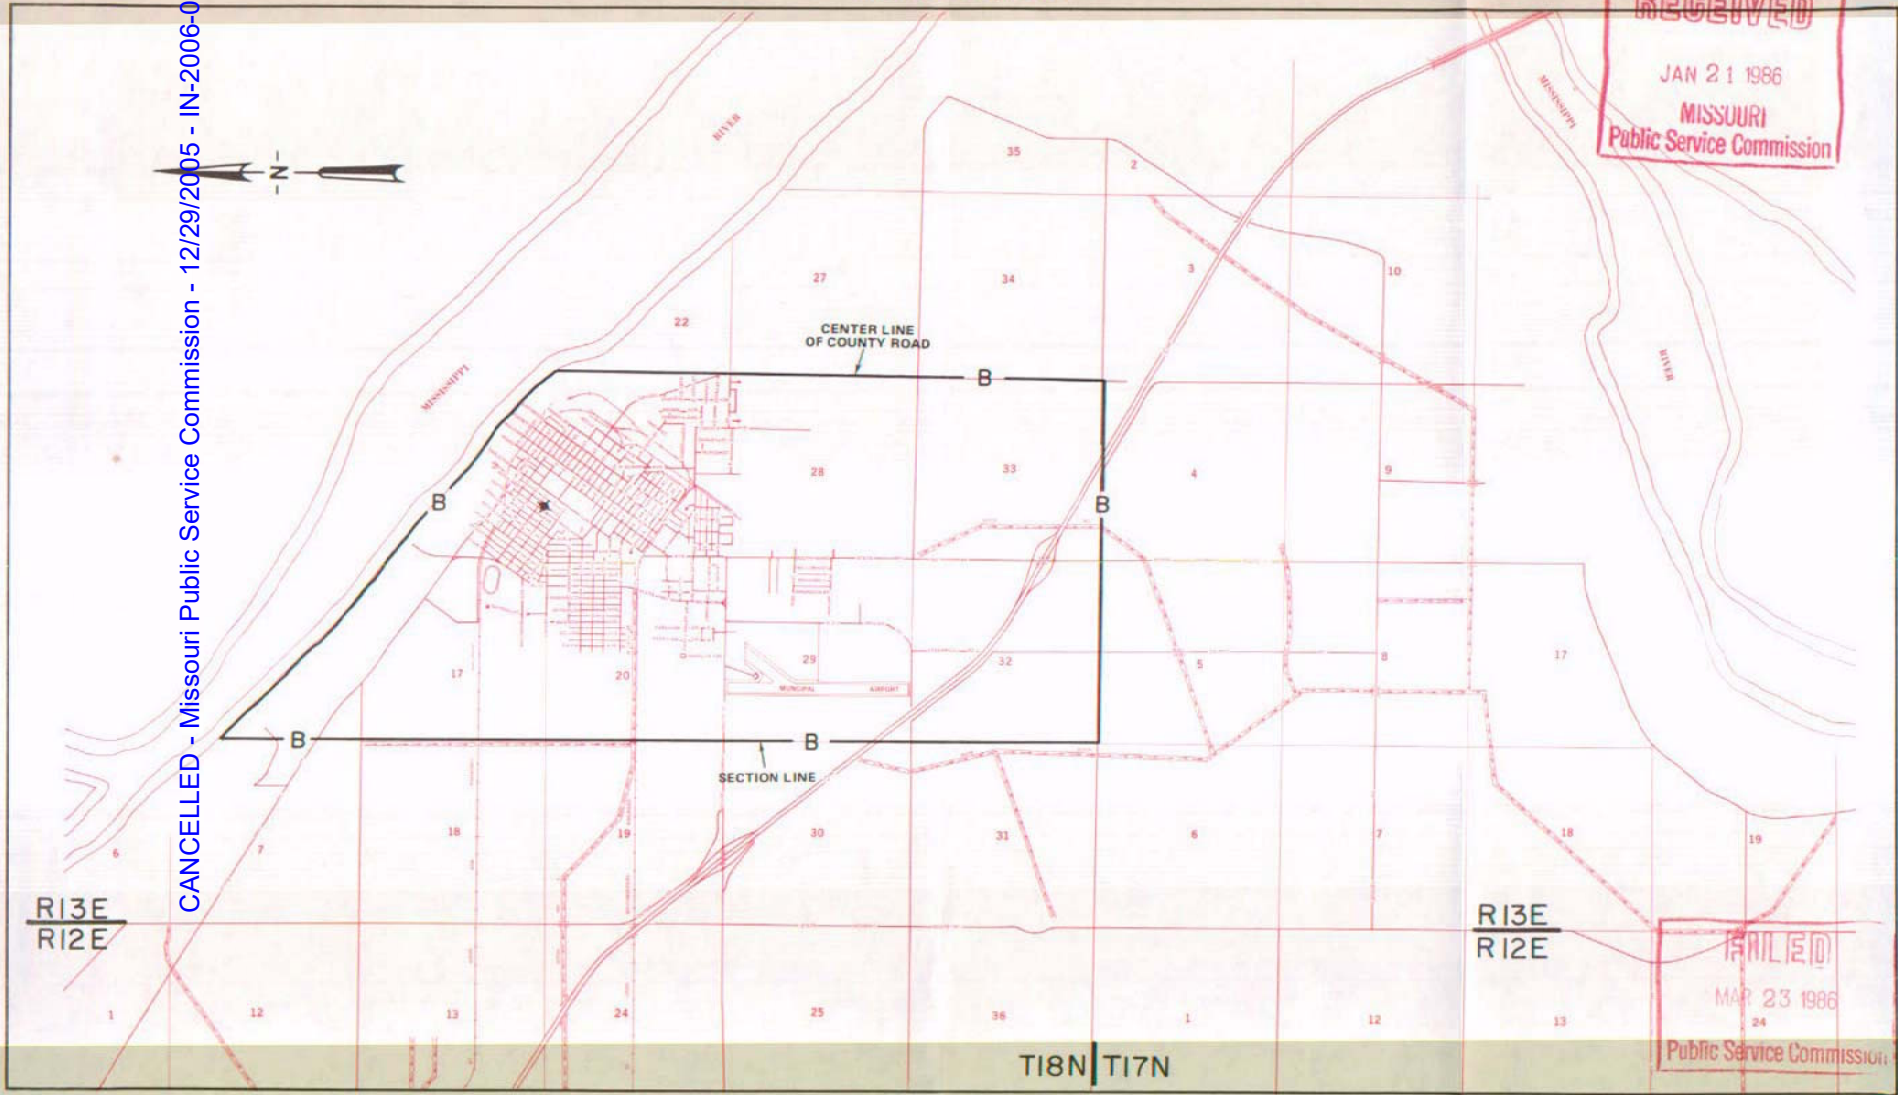 CANCELLED - Missouri Public Service Commission - 12/29/2005 - IN-2006-0
RECEIVED
JAN 21 1986
MISSOURI
Public Service Commission
-N-
RIVER
MISSISSIPPI
35
2
27
34
3
10
22
CENTER LINE
OF COUNTY ROAD
B
MISSISSIPPI
RIVER
28
33
4
9
B
B
17
20
29
32
5
8
17
MUNICIPAL AIRPORT
B
B
SECTION LINE
6
7
18
19
30
31
6
7
18
19
R13E
R12E
R13E
R12E
FILED
MAR 23 1986
Public Service Commission
1
12
13
24
25
36
1
12
13
24
T18N T17N